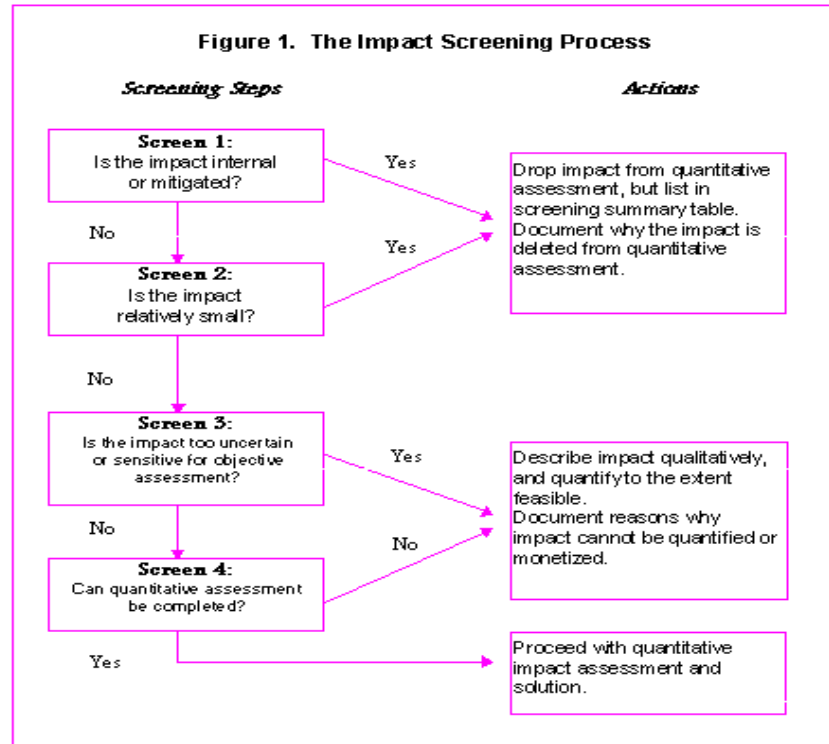 Figure 1. The Impact Screening Process
Screening Steps
Actions
Screen 1:
Is the impact internal
or mitigated?
Yes
Drop impact from quantitative
assessment, but list in
screening summary table.
Document why the impact is
deleted from quantitative
assessment.
No
Yes
Screen 2:
Is the impact
relatively small?
No
Screen 3:
Is the impact too uncertain
or sensitive for objective
assessment?
Yes
Describe impact qualitatively,
and quantify to the extent
feasible.
Document reasons why
impact cannot be quantified or
monetized.
No
No
Screen 4:
Can quantitative assessment
be completed?
Yes
Proceed with quantitative
impact assessment and
solution.